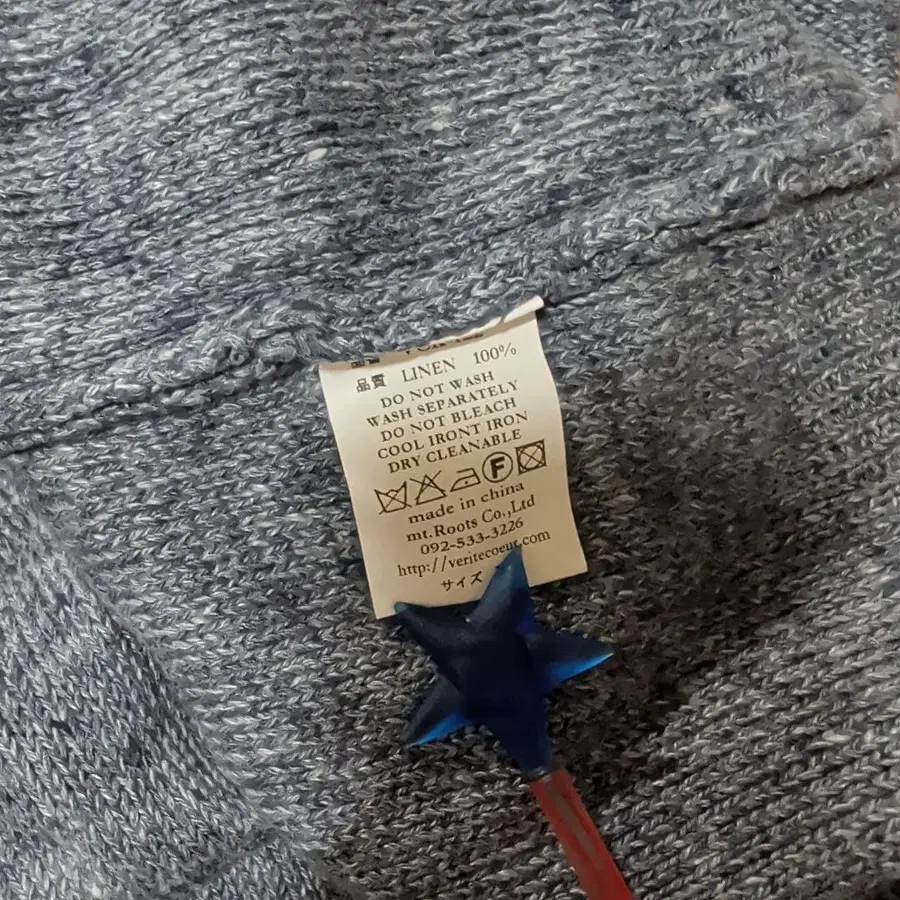 品質 LINEN 100%
DO NOT WASH
WASH SEPARATELY
DO NOT BLEACH
COOL IRONT IRON
DRY CLEANABLE
F
made in china
mt.Roots Co.,Ltd
092-533-3226
http://veritecoeur.com
サイズ